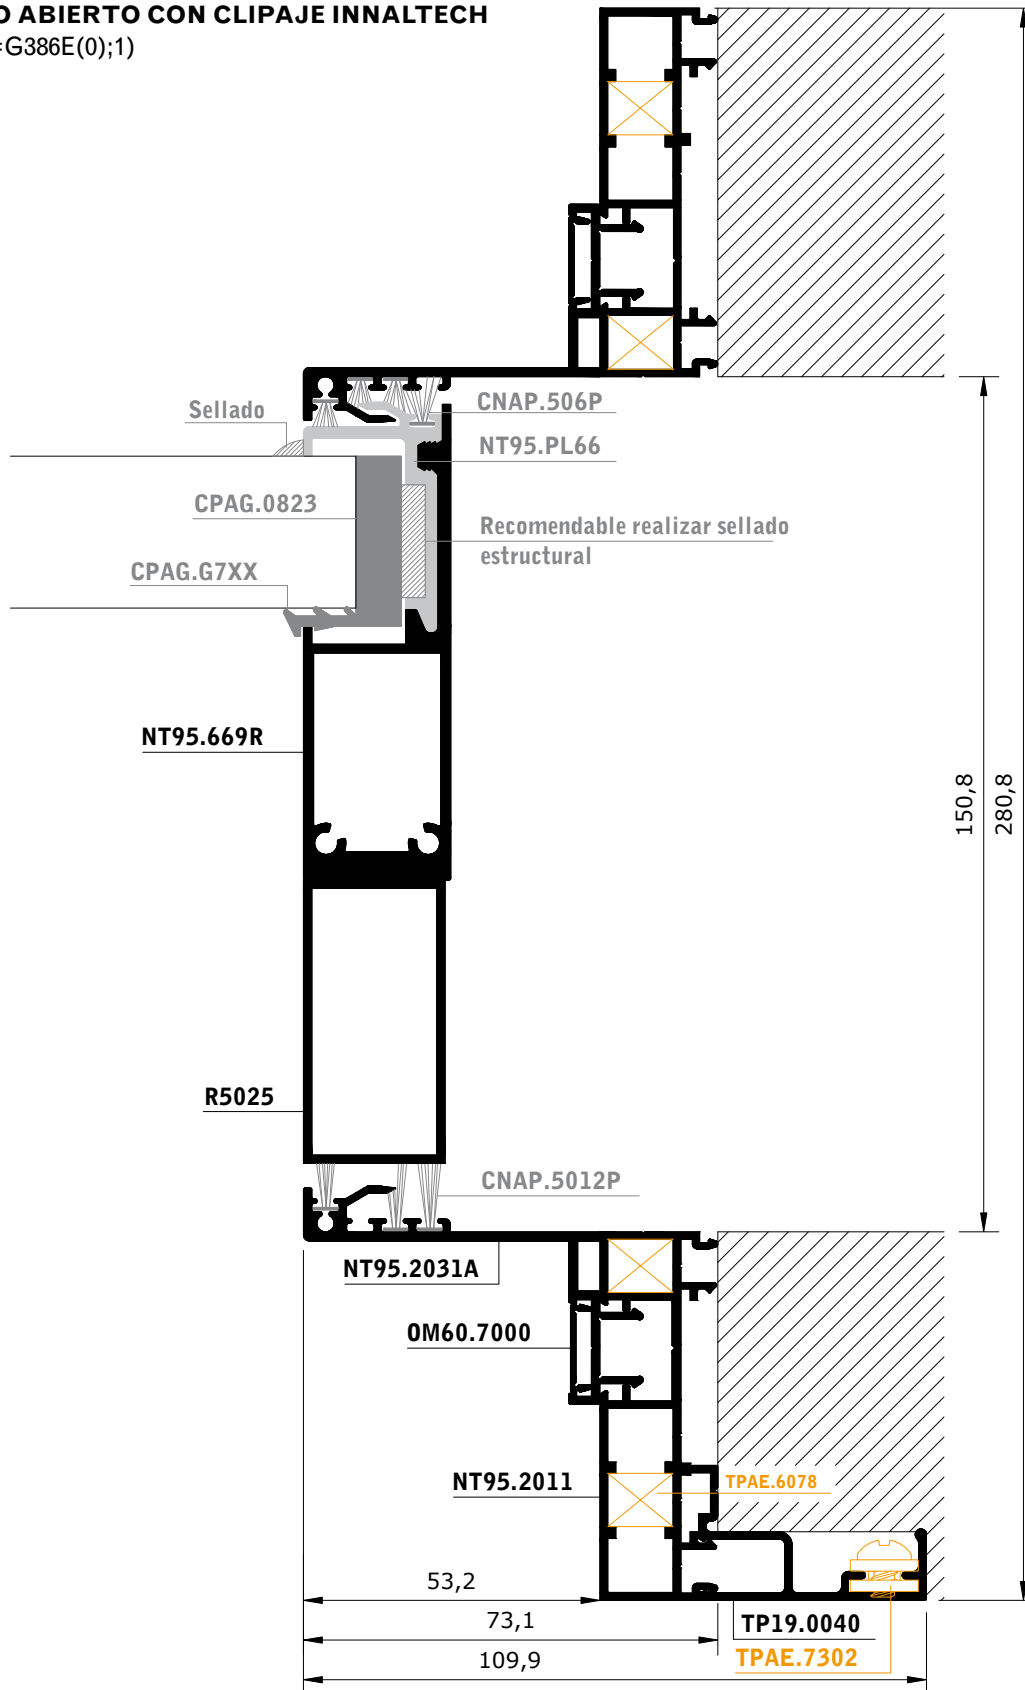 O ABIERTO CON CLIPAJE INNALTECH
=G386E(0);1)
Sellado
CNAP.506P
NT95.PL66
CPAG.0823
Recomendable realizar sellado
estructural
CPAG.G7XX
NT95.669R
150,8
280,8
R5025
CNAP.5012P
NT95.2031A
OM60.7000
NT95.2011
TPAE.6078
53,2
73,1
TP19.0040
109,9
TPAE.7302